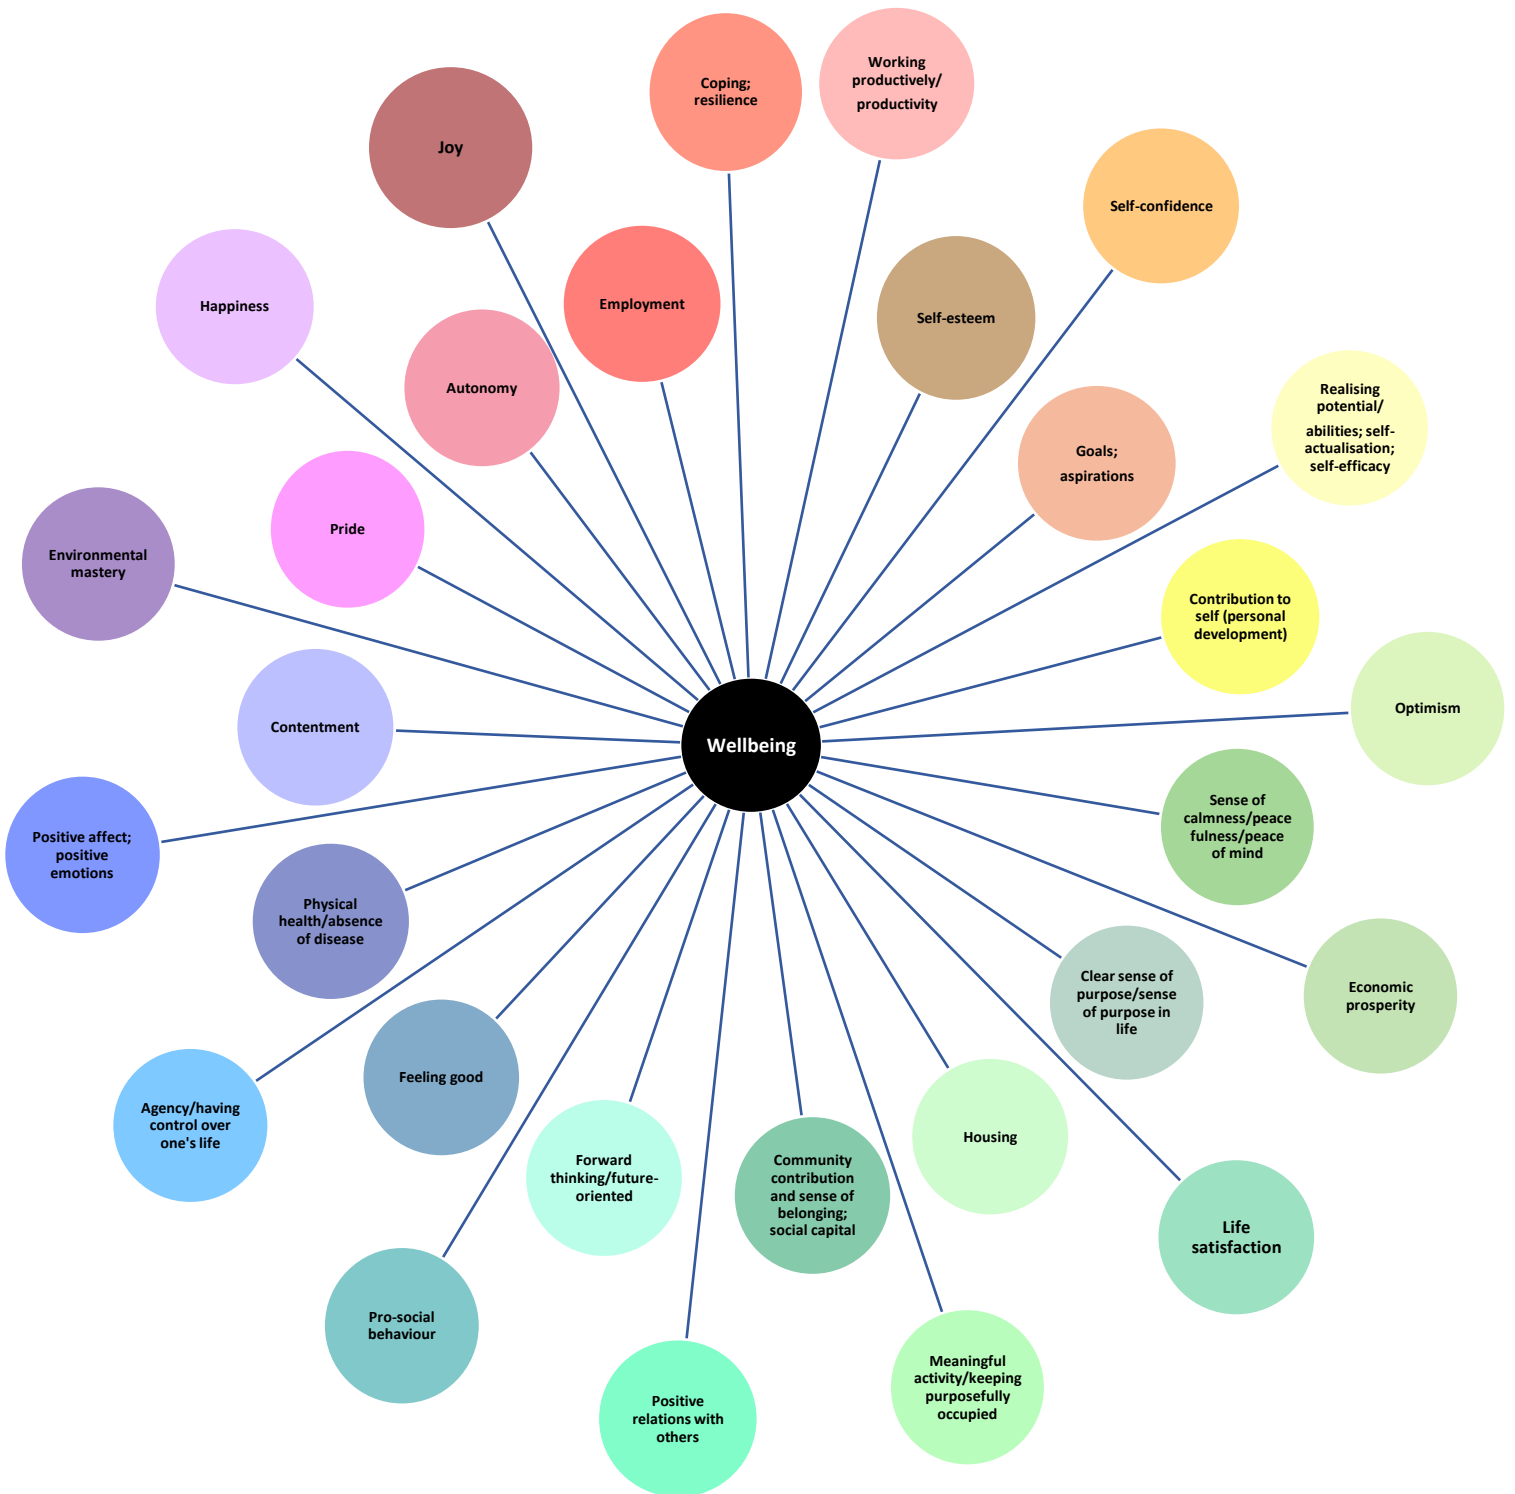 Working
productively/
productivity
Coping;
resilience
Joy
Self-confidence
Employment
Happiness
Self-esteem
Autonomy
Realising
potential/
abilities; self-
actualisation;
self-efficacy
Goals;
aspirations
Pride
Environmental
mastery
Contribution to
self (personal
development)
Optimism
Contentment
Wellbeing
Sense of
calmness/peace
fulness/peace
of mind
Positive affect;
positive
emotions
Physical
health/absence
of disease
Clear sense of
purpose/sense
of purpose in
life
Economic
prosperity
Feeling good
Agency/having
control over
one's life
Housing
Forward
thinking/future-
oriented
Community
contribution
and sense of
belonging;
social capital
Life
satisfaction
Pro-social
behaviour
Meaningful
activity/keeping
purposefully
occupied
Positive
relations with
others